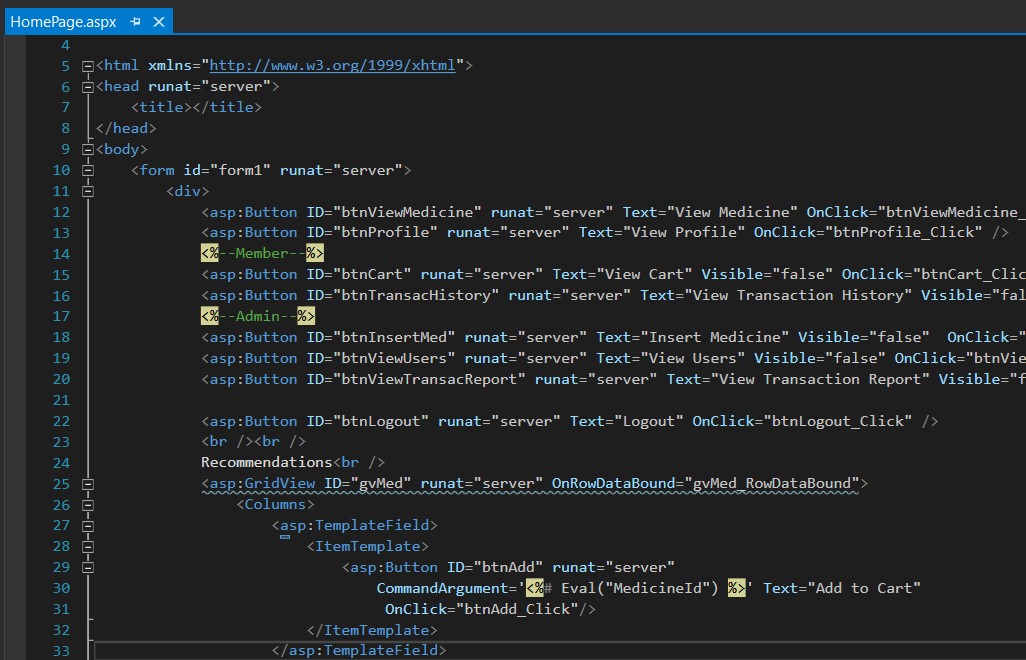 HomePage.aspx
4
5 <html xmlns="http://www.w3.org/1999/xhtml">
6 <head runat="server">
7 <title></title>
8 </head>
9 <body>
10 <form id="form1" runat="server">
11 <div>
12 <asp:Button ID="btnViewMedicine" runat="server" Text="View Medicine" OnClick="btnViewMedicine_
13 <asp:Button ID="btnProfile" runat="server" Text="View Profile" OnClick="btnProfile_Click" />
14 <%--Member--%>
15 <asp:Button ID="btnCart" runat="server" Text="View Cart" Visible="false" OnClick="btnCart_Clic
16 <asp:Button ID="btnTransacHistory" runat="server" Text="View Transaction History" Visible="fal
17 <%--Admin--%>
18 <asp:Button ID="btnInsertMed" runat="server" Text="Insert Medicine" Visible="false"  OnClick="
19 <asp:Button ID="btnViewUsers" runat="server" Text="View Users" Visible="false" OnClick="btnVie
20 <asp:Button ID="btnViewTransacReport" runat="server" Text="View Transaction Report" Visible="f
21
22 <asp:Button ID="btnLogout" runat="server" Text="Logout" OnClick="btnLogout_Click" />
23 <br /><br />
24 Recommendations<br />
25 <asp:GridView ID="gvMed" runat="server" OnRowDataBound="gvMed_RowDataBound">
26 <Columns>
27 <asp:TemplateField>
28 <ItemTemplate>
29 <asp:Button ID="btnAdd" runat="server"
30 CommandArgument='<%# Eval("MedicineId") %>' Text="Add to Cart"
31 OnClick="btnAdd_Click"/>
32 </ItemTemplate>
33 </asp:TemplateField>